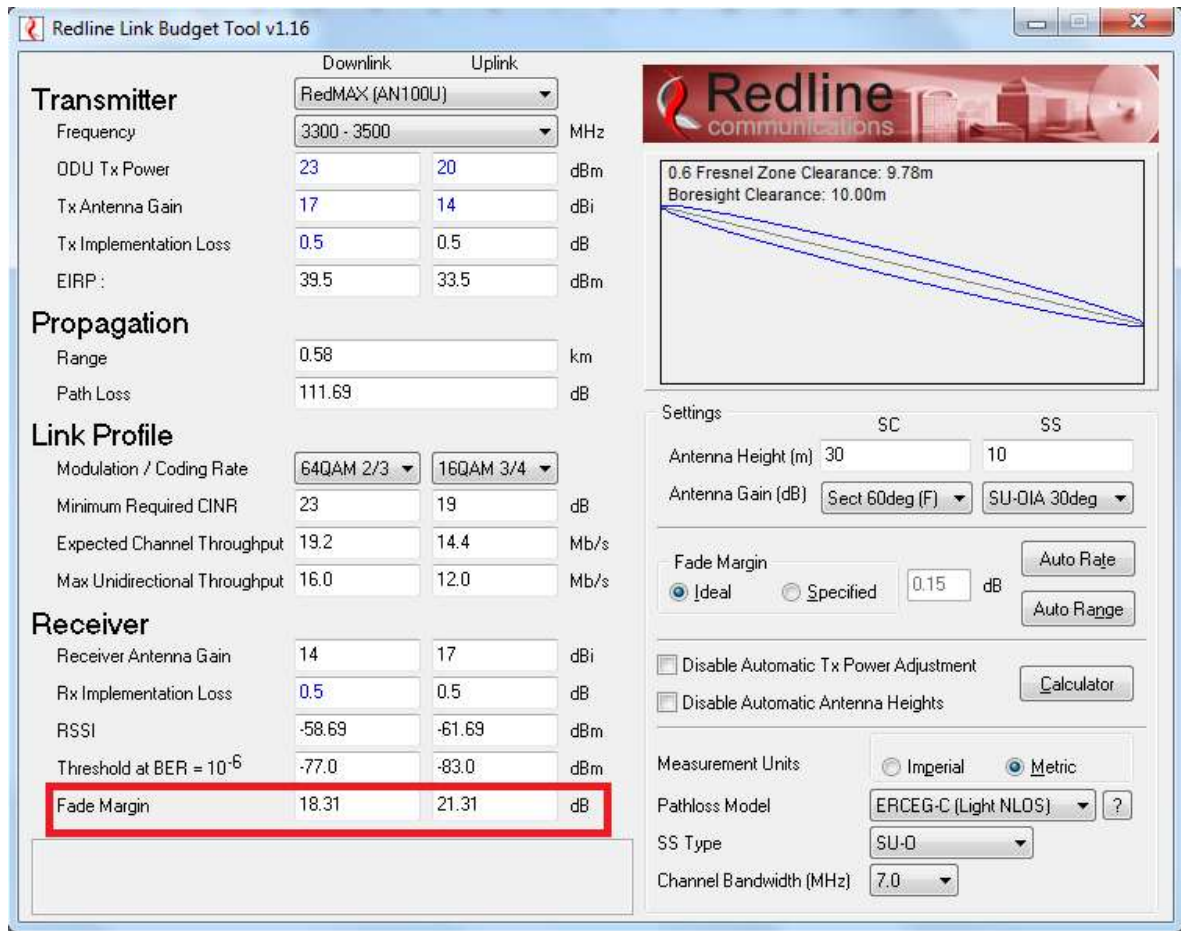 Redline Link Budget Tool v1.16
Downlink Uplink
Transmitter RedMAX (AN100U)
Frequency 3300 - 3500 MHz
ODU Tx Power 23 20 dBm
Tx Antenna Gain 17 14 dBi
Tx Implementation Loss 0.5 0.5 dB
EIRP : 39.5 33.5 dBm
Propagation
Range 0.58 km
Path Loss 111.69 dB
Link Profile
Modulation / Coding Rate 64QAM 2/3 16QAM 3/4
Minimum Required CINR 23 19 dB
Expected Channel Throughput 19.2 14.4 Mb/s
Max Unidirectional Throughput 16.0 12.0 Mb/s
Receiver
Receiver Antenna Gain 14 17 dBi
Rx Implementation Loss 0.5 0.5 dB
RSSI -58.69 -61.69 dBm
Threshold at BER = 10-6 -77.0 -83.0 dBm
Fade Margin 18.31 21.31 dB
Redline
communications
0.6 Fresnel Zone Clearance: 9.78m
Boresight Clearance: 10.00m
Settings SC SS
Antenna Height (m) 30 10
Antenna Gain (dB) Sect 60deg (F) SU-OIA 30deg
Fade Margin
Ideal Specified 0.15 dB
Auto Rate
Auto Range
Disable Automatic Tx Power Adjustment
Disable Automatic Antenna Heights
Calculator
Measurement Units Imperial Metric
Pathloss Model ERCEG-C (Light NLOS) ?
SS Type SU-O
Channel Bandwidth (MHz) 7.0